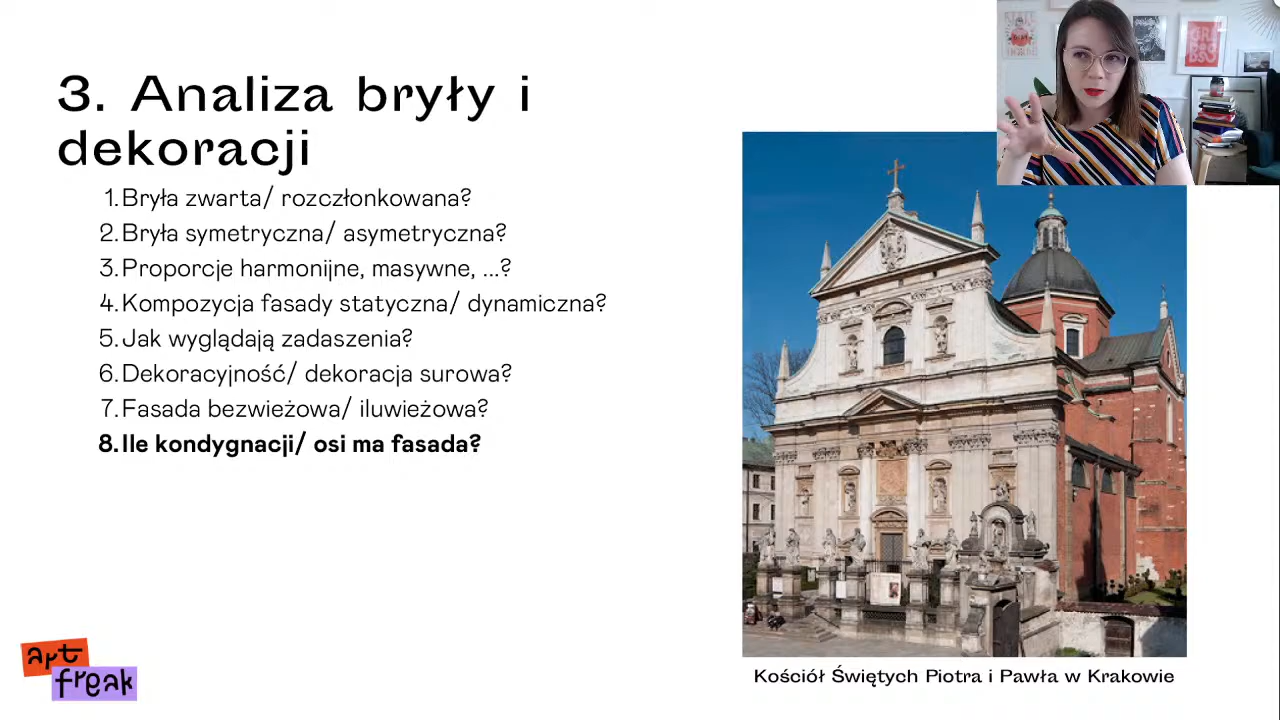 3. Analiza bryły i
dekoracji
1. Bryła zwarta/ rozczłonkowana?
2. Bryła symetryczna/ asymetryczna?
3. Proporcje harmonijne, masywne, ...?
4. Kompozycja fasady statyczna/ dynamiczna?
5. Jak wyglądają zadaszenia?
6. Dekoracyjność/ dekoracja surowa?
7. Fasada bezwieżowa/ iluwieżowa?
8. Ile kondygnacji/ osi ma fasada?
Kościół Świętych Piotra i Pawła w Krakowie
art
freak